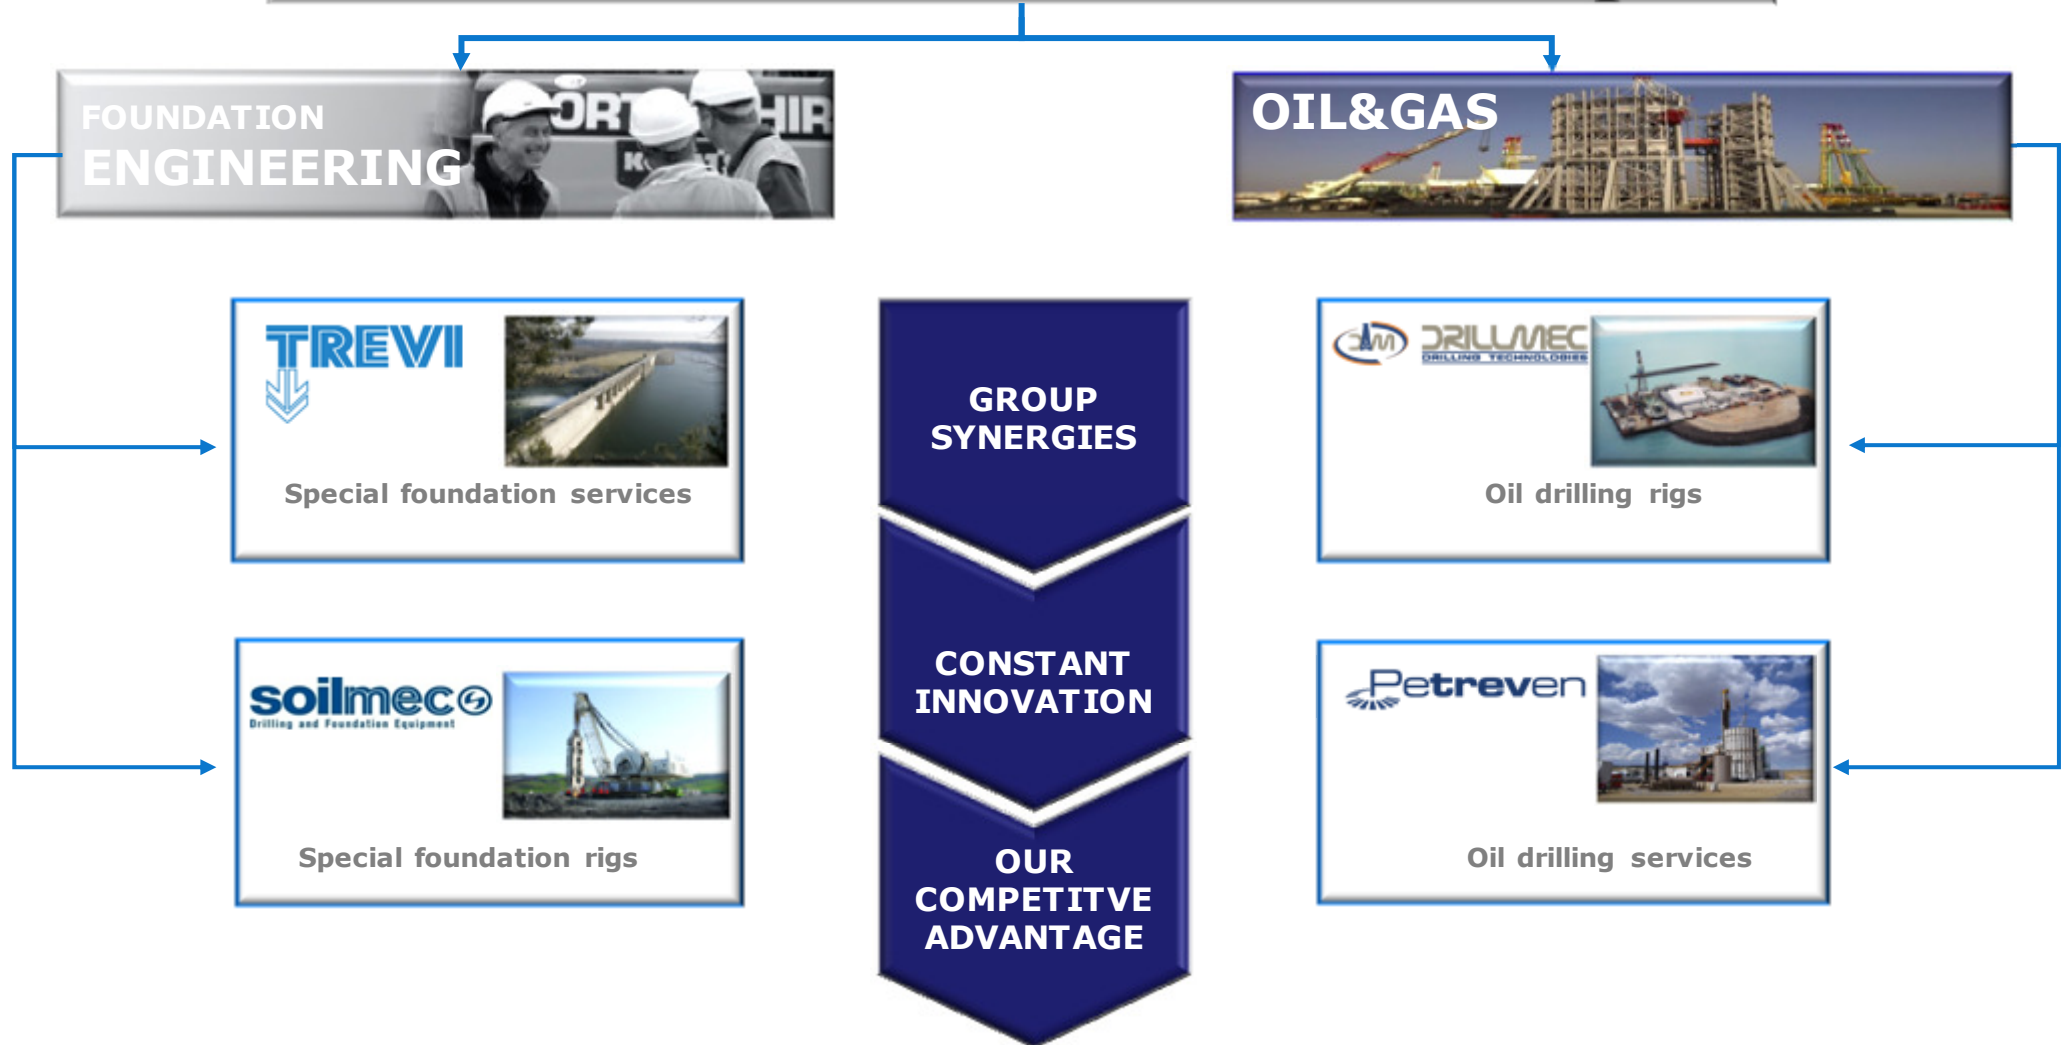 FOUNDATION
ENGINEERING
OIL&GAS
TREVI
Special foundation services
soilmec
Drilling and Foundation Equipment
Special foundation rigs
GROUP
SYNERGIES
CONSTANT
INNOVATION
OUR
COMPETITVE
ADVANTAGE
DRILLMEC
DRILLING TECHNOLOGIES
Oil drilling rigs
Petreven
Oil drilling services